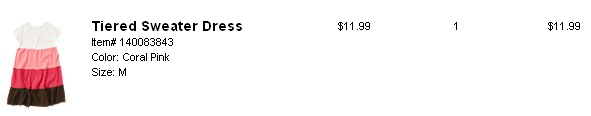 Tiered Sweater Dress $11.99 1 $11.99
Item# 140083843
Color: Coral Pink
Size: M